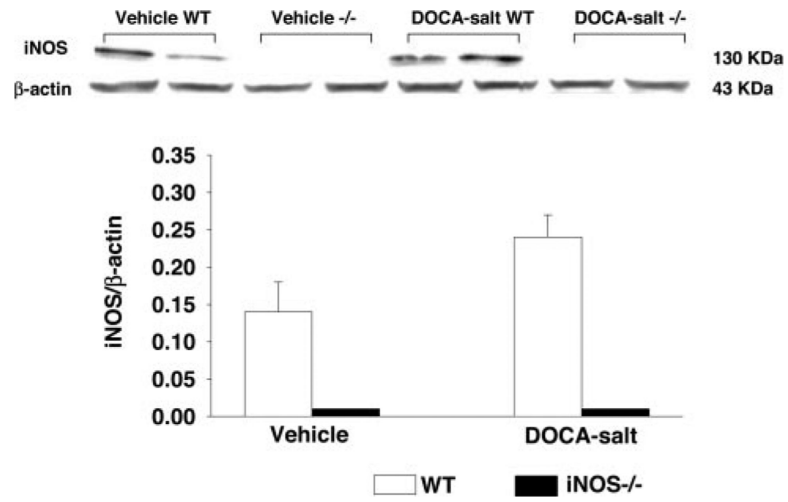 Vehicle WT Vehicle -/- DOCA-salt WT DOCA-salt -/-
iNOS 130 KDa
β-actin 43 KDa
iNOS/β-actin
0.35
0.30
0.25
0.20
0.15
0.10
0.05
0.00
Vehicle DOCA-salt
WT iNOS-/-